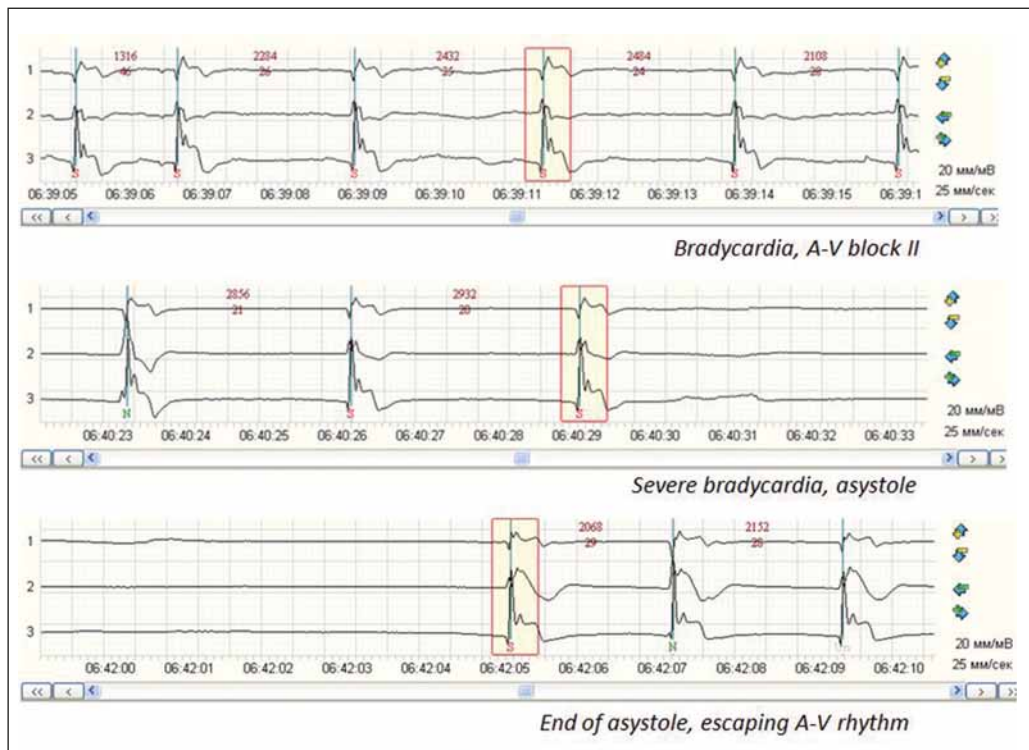 1316 2284 2432 2484 2108
1 46 26 25 24 28
2
3
S S S S S S
20 мм/мВ
06:39:05 06:39:06 06:39:07 06:39:08 06:39:09 06:39:10 06:39:11 06:39:12 06:39:13 06:39:14 06:39:15 06:39:1
25 мм/сек
Bradycardia, A-V block II
2856 2932
1 21 20
2
3
N S S
20 мм/мВ
06:40:23 06:40:24 06:40:25 06:40:26 06:40:27 06:40:28 06:40:29 06:40:30 06:40:31 06:40:32 06:40:33
25 мм/сек
Severe bradycardia, asystole
2068 2152
1 29 28
2
3
S N
20 мм/мВ
06:42:00 06:42:01 06:42:02 06:42:03 06:42:04 06:42:05 06:42:06 06:42:07 06:42:08 06:42:09 06:42:10
25 мм/сек
End of asystole, escaping A-V rhythm